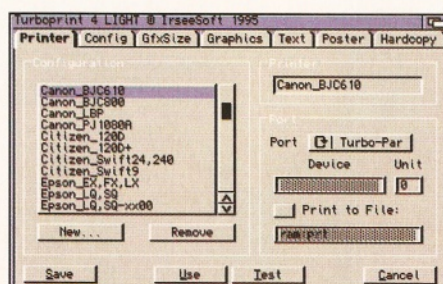 Turboprint 4 LIGHT © IrseeSoft 1995
Printer Config GfxSize Graphics Text Poster Hardcopy
Configuration
Canon_BJC610
Canon_BJC800
Canon_LBP
Canon_PJ1080A
Citizen_120D
Citizen_120D+
Citizen_Swift24,240
Citizen_Swift9
Epson_EX,FX,LX
Epson_LQ,SQ
Epson_LQ,SQ-xx00
New... Remove
Printer
Canon_BJC610
Port
Port Turbo-Par
Device Unit
0
Print to File:
ram:prt
Save Use Test Cancel